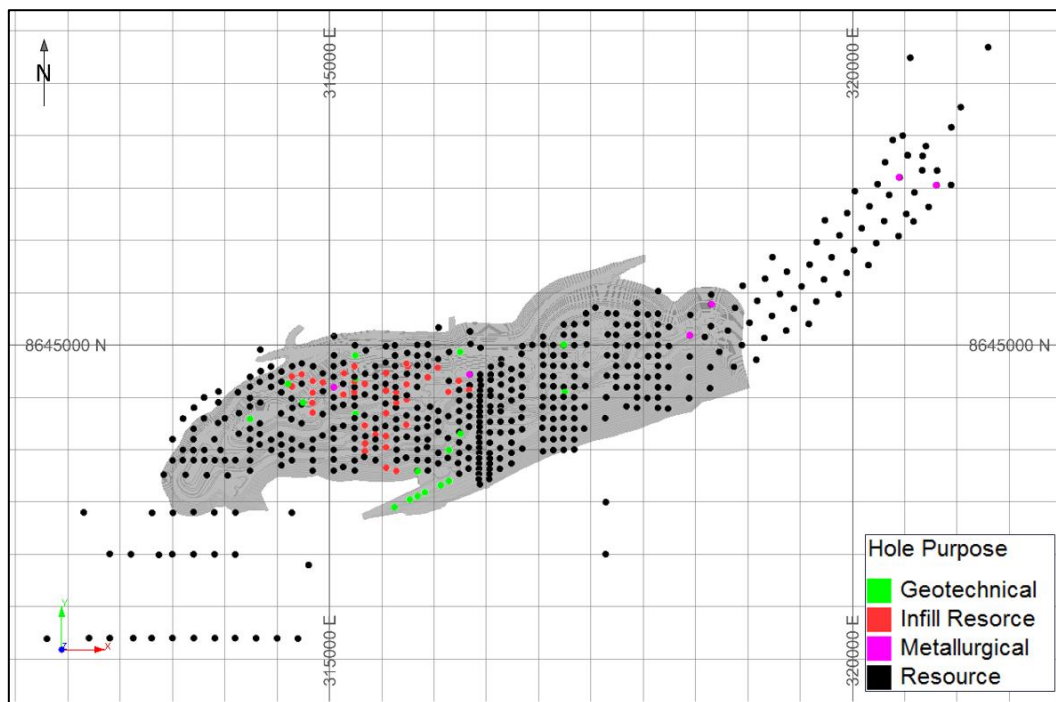 315000 E
320000 E
N
8645000 N
8645000 N
Hole Purpose
Geotechnical
Infill Resorce
Metallurgical
Resource
Y
Z
X
315000 E
320000 E